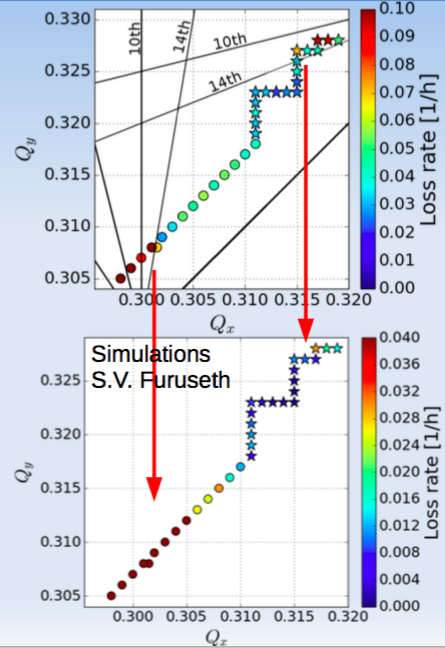 0.330
0.325
0.320
0.315
0.310
0.305
Q_y
10th
14th
10th
14th
0.300 0.305 0.310 0.315 0.320
Q_x
0.10
0.09
0.08
0.07
0.06
0.05
0.04
0.03
0.02
0.01
0.00
Loss rate [1/h]
Simulations
S.V. Furuseth
0.325
0.320
0.315
0.310
0.305
Q_y
0.300 0.305 0.310 0.315 0.320
Q_x
0.040
0.036
0.032
0.028
0.024
0.020
0.016
0.012
0.008
0.004
0.000
Loss rate [1/h]